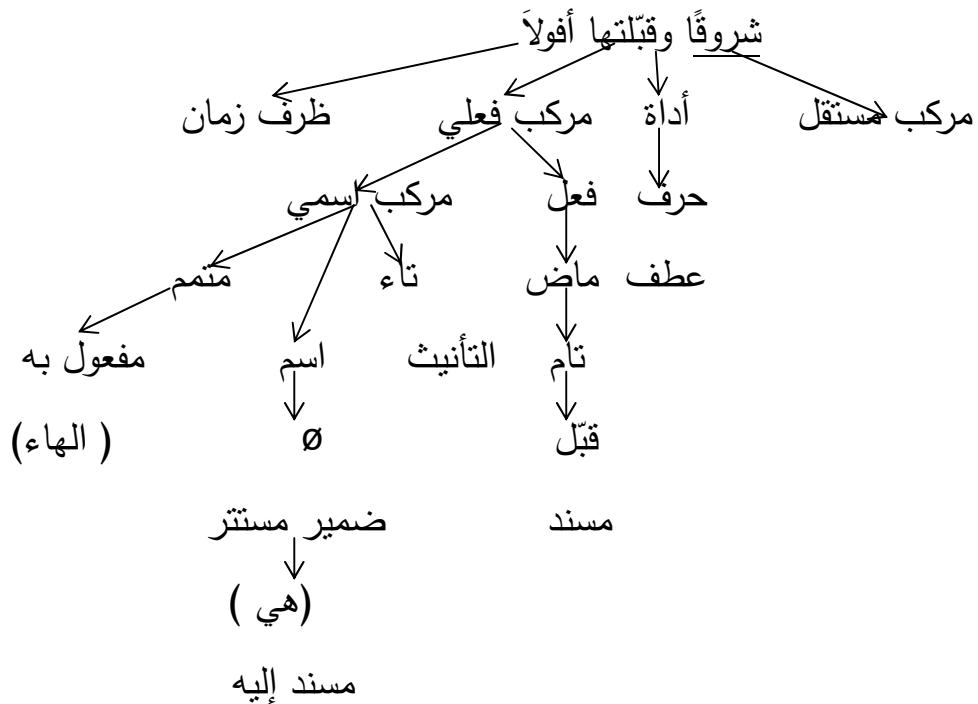 شروقًا وقبّلتها أفولاَ
مركب مستقل أداة مركب فعلي ظرف زمان
حرف فعل مركب اسمي
عطف ماض تاء متمم
تام التأنيث اسم مفعول به
قبّل ø ( الهاء)
مسند ضمير مستتر
(هي )
مسند إليه